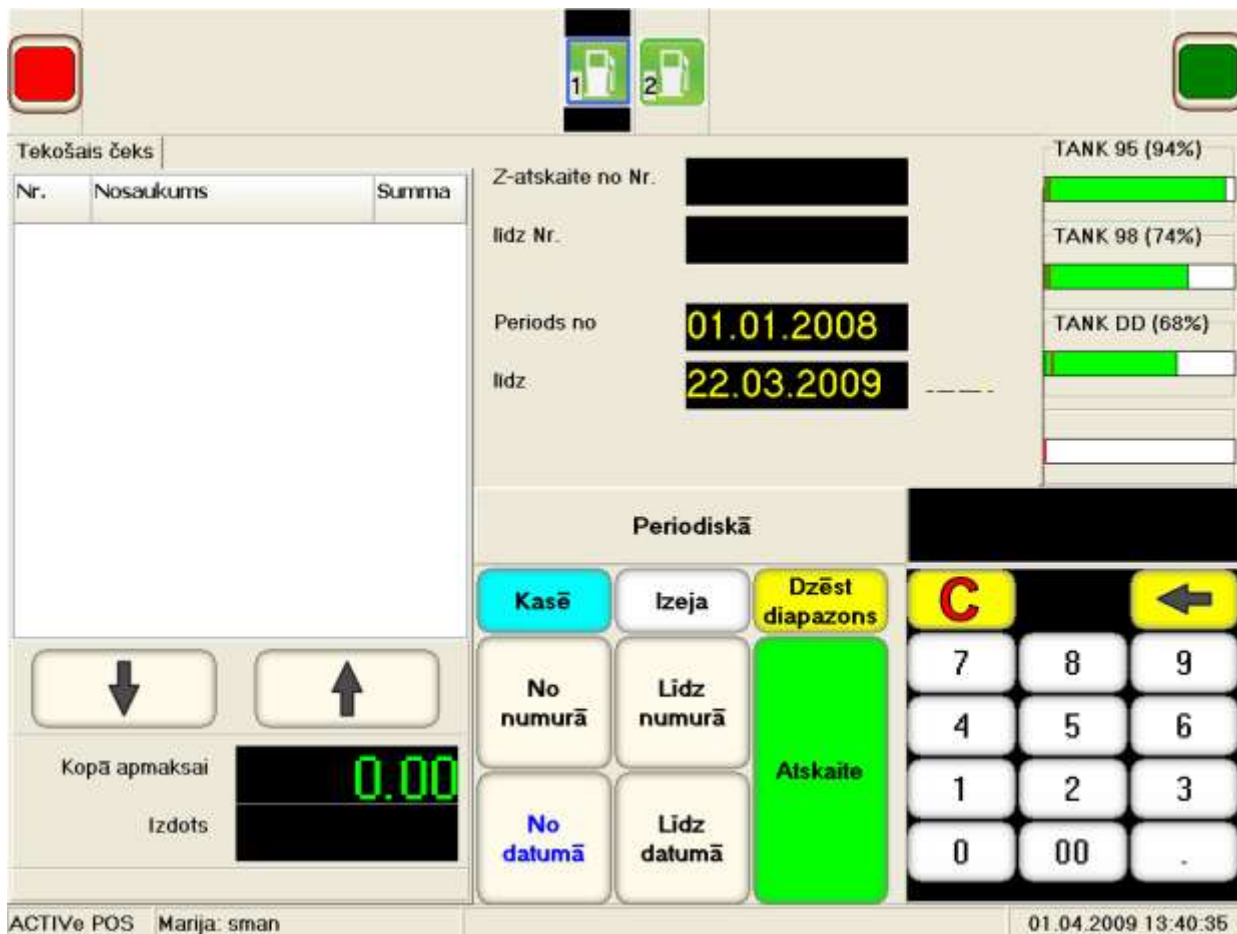 1
2
Tekošais čeks
Nr. Nosaukums Summa
Kopā apmaksai 0.00
Izdots
Z-atskaite no Nr.
līdz Nr.
Periods no 01.01.2008
līdz 22.03.2009
TANK 95 (94%)
TANK 98 (74%)
TANK DD (68%)
Periodiskā
Kasē
Izeja
Dzēst
diapazons
No
numurā
Līdz
numurā
Atskaite
No
datumā
Līdz
datumā
C
7 8 9
4 5 6
1 2 3
0 00 .
ACTIVe POS Marija: sman 01.04.2009 13:40:35